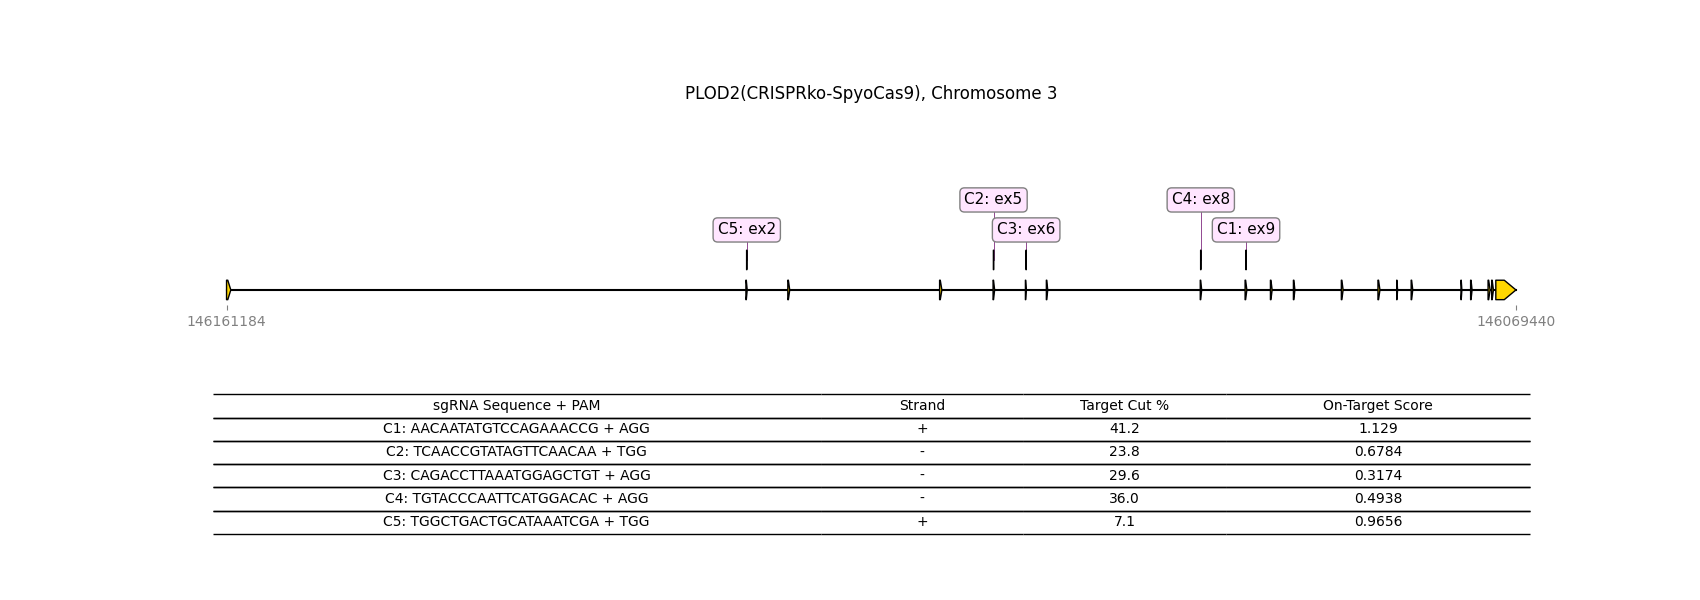 PLOD2(CRISPRko-SpyoCas9), Chromosome 3
C2: ex5 C4: ex8
C5: ex2 C3: ex6 C1: ex9
146161184 146069440
sgRNA Sequence + PAM Strand Target Cut % On-Target Score
C1: AACAATATGTCCAGAAACCG + AGG + 41.2 1.129
C2: TCAACCGTATAGTTCAACAA + TGG - 23.8 0.6784
C3: CAGACCTTAAATGGAGCTGT + AGG - 29.6 0.3174
C4: TGTACCCAATTCATGGACAC + AGG - 36.0 0.4938
C5: TGGCTGACTGCATAAATCGA + TGG + 7.1 0.9656